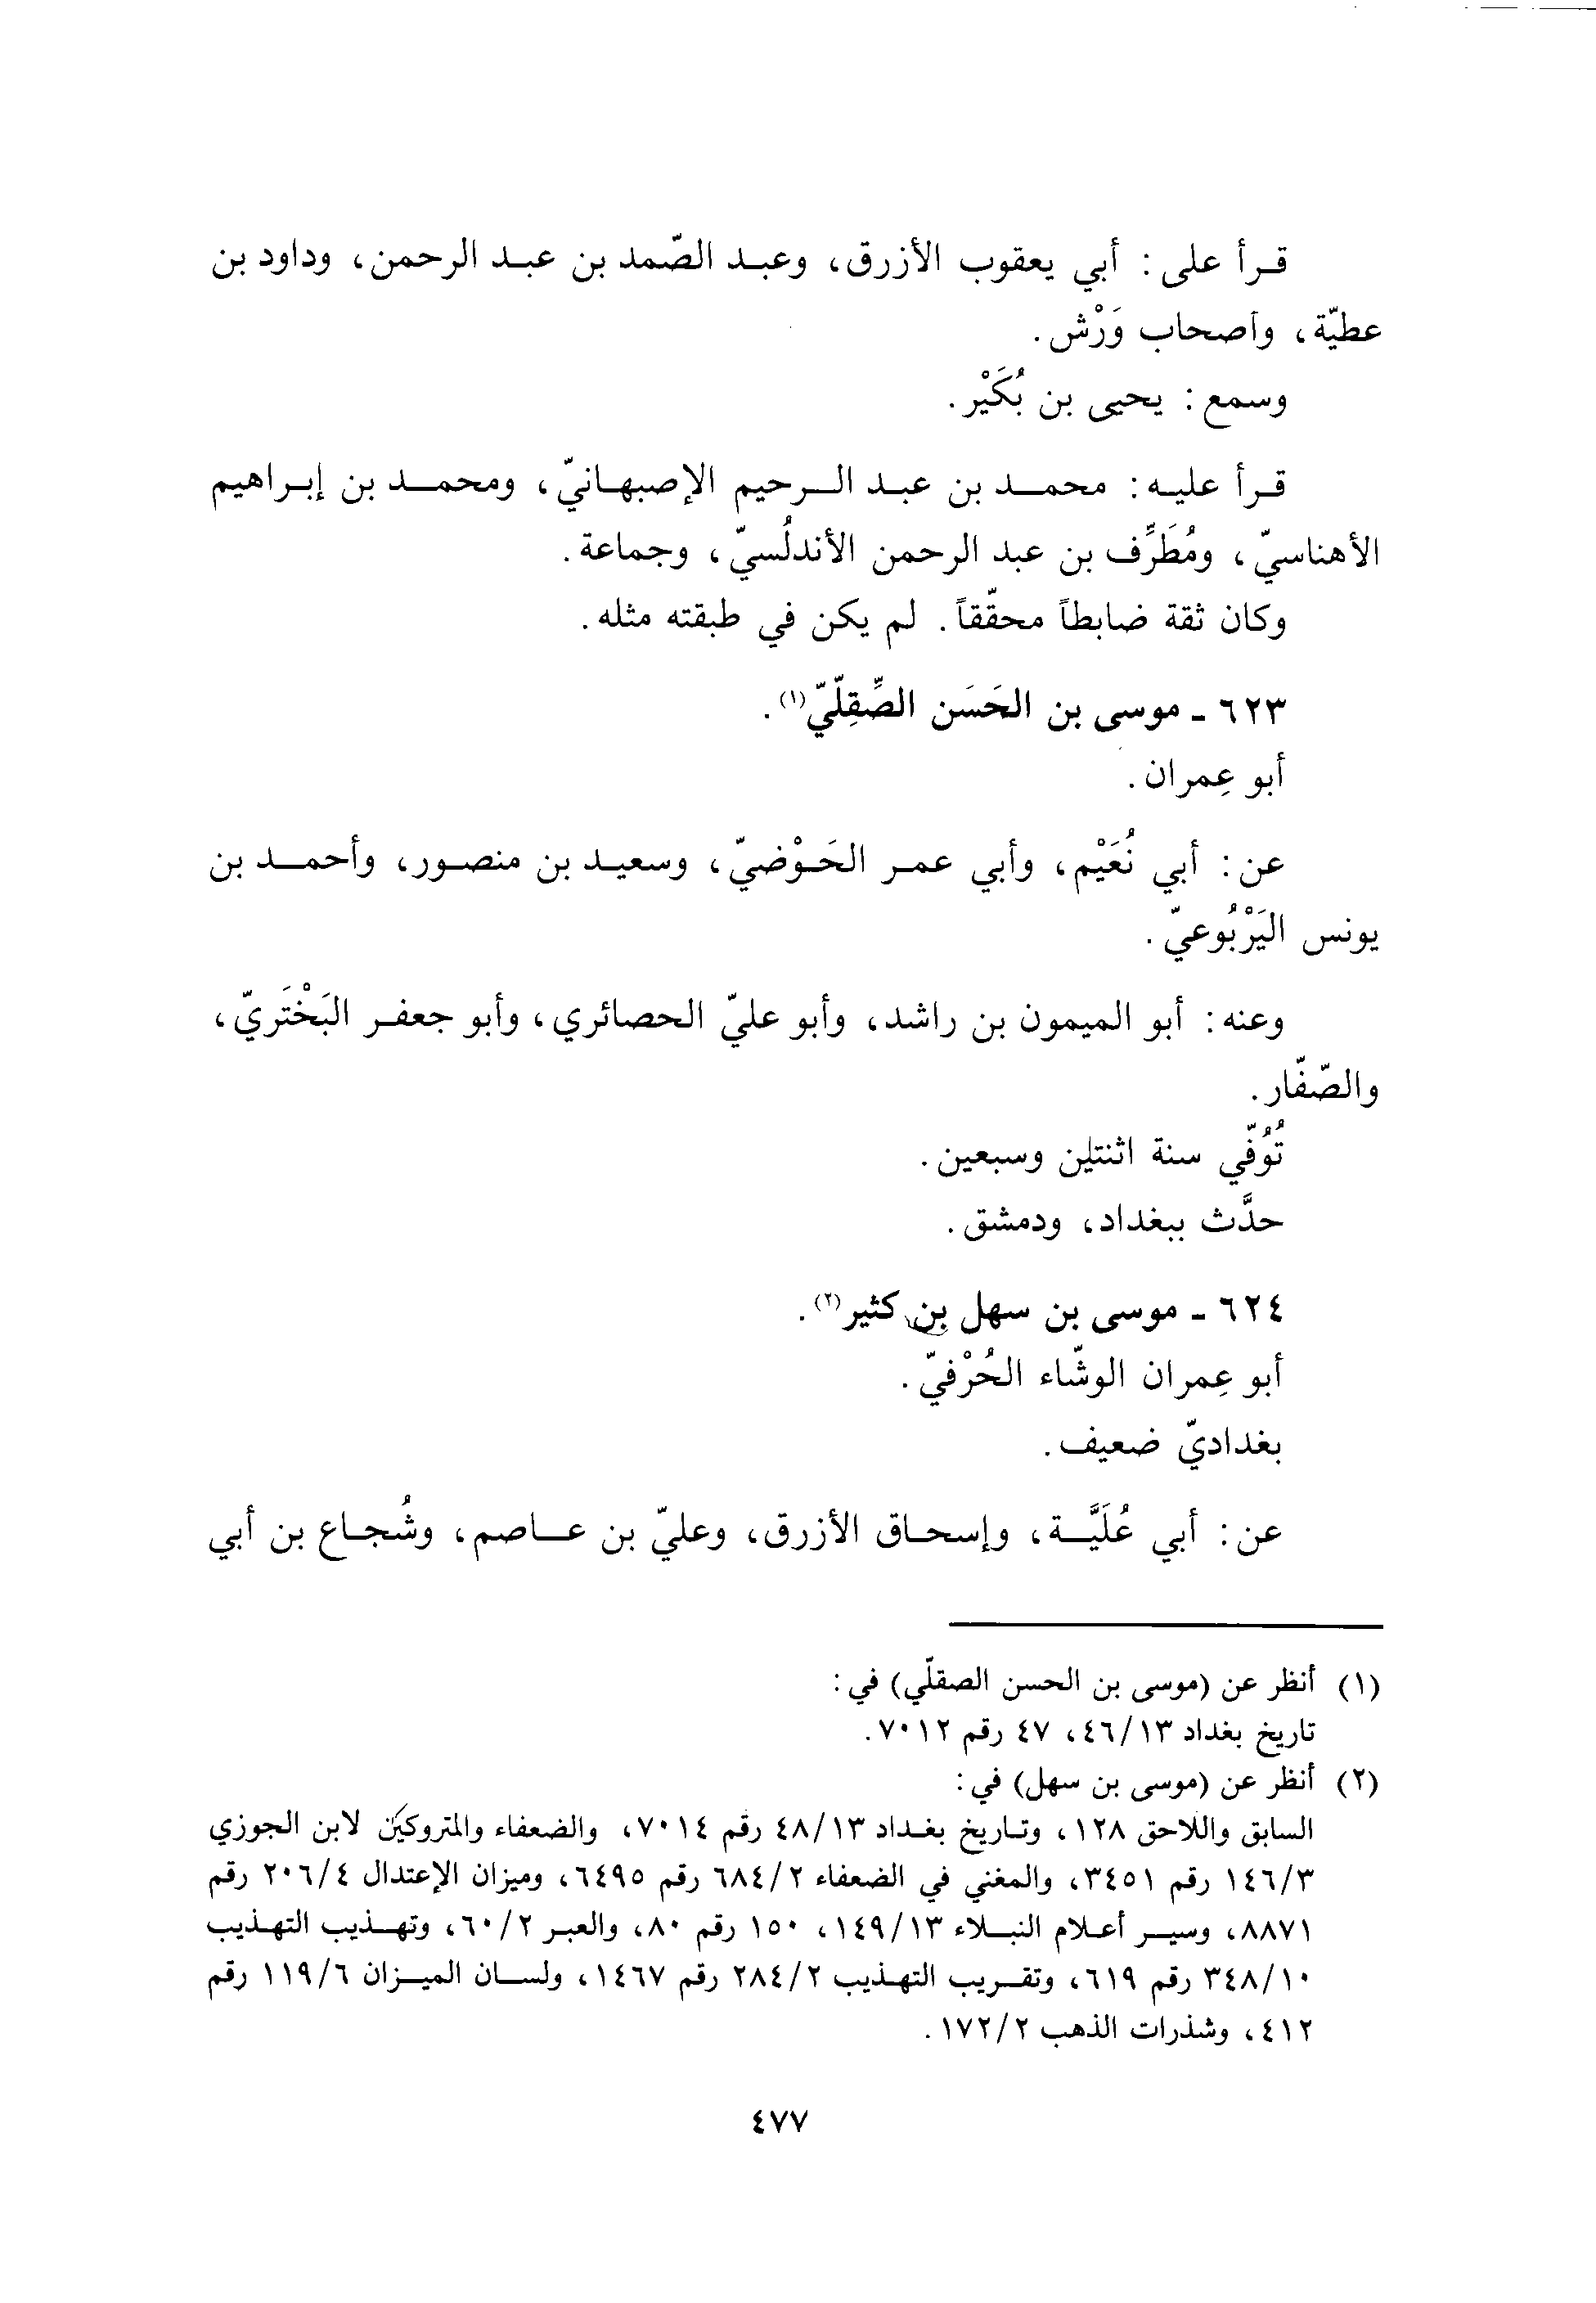 قرأ على : أبي يعقوب الأزرق، وعبد الصّمد بن عبد الرحمن، وداود بن
عطيّة، وأصحاب وَرْش.
وسمع : يحيى بن بُكَيْر.
قرأ عليه : محمد بن عبد الرحيم الإصبهانيّ، ومحمد بن إبراهيم
الأهناسيّ، ومُطَرِّف بن عبد الرحمن الأندلُسيّ، وجماعة.
وكان ثقة ضابطاً محقّقاً. لم يكن في طبقته مثله.
٦٢٣ - موسى بن الحَسَن الصِّقِلّيّ(١).
أبو عِمران.
عن : أبي نُعَيْم، وأبي عمر الحَوْضيّ، وسعيد بن منصور، وأحمد بن
يونس اليَرْبُوعيّ.
وعنه : أبو الميمون بن راشد، وأبو عليّ الحصائري، وأبو جعفر البَخْتَريّ،
والصّفّار.
تُوُفّي سنة اثنتين وسبعين.
حدَّث ببغداد، ودمشق.
٦٢٤ - موسى بن سهل بن كثير(٢).
أبو عِمران الوشّاء الحُرْفيّ.
بغداديّ ضعيف.
عن : أبي عُلَيَّة، وإسحاق الأزرق، وعليّ بن عاصم، وشُجاع بن أبي
(١) أنظر عن (موسى بن الحسن الصقلّي) في :
تاريخ بغداد ٤٦/١٣، ٤٧ رقم ٧٠١٢.
(٢) أنظر عن (موسى بن سهل) في :
السابق واللاحق ١٢٨، وتاريخ بغداد ٤٨/١٣ رقم ٧٠١٤، والضعفاء والمتروكين لابن الجوزي
١٤٦/٣ رقم ٣٤٥١، والمغني في الضعفاء ٦٨٤/٢ رقم ٦٤٩٥، وميزان الإعتدال ٢٠٦/٤ رقم
٨٨٧١، وسير أعلام النبلاء ١٤٩/١٣، ١٥٠ رقم ٨٠، والعبر ٦٠/٢، وتهذيب التهذيب
٣٤٨/١٠ رقم ٦١٩، وتقريب التهذيب ٢٨٤/٢ رقم ١٤٦٧، ولسان الميزان ١١٩/٦ رقم
٤١٢، وشذرات الذهب ١٧٢/٢.
٤٧٧